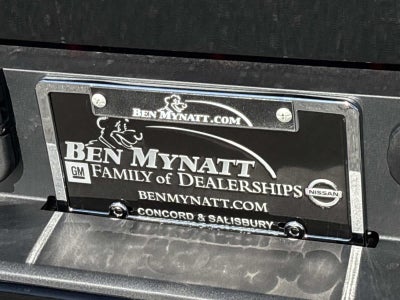 BEN MYNATT.COM
BEN MYNATT
GM FAMILY of DEALERSHIPS NISSAN
BENMYNATT.COM
CONCORD & SALISBURY